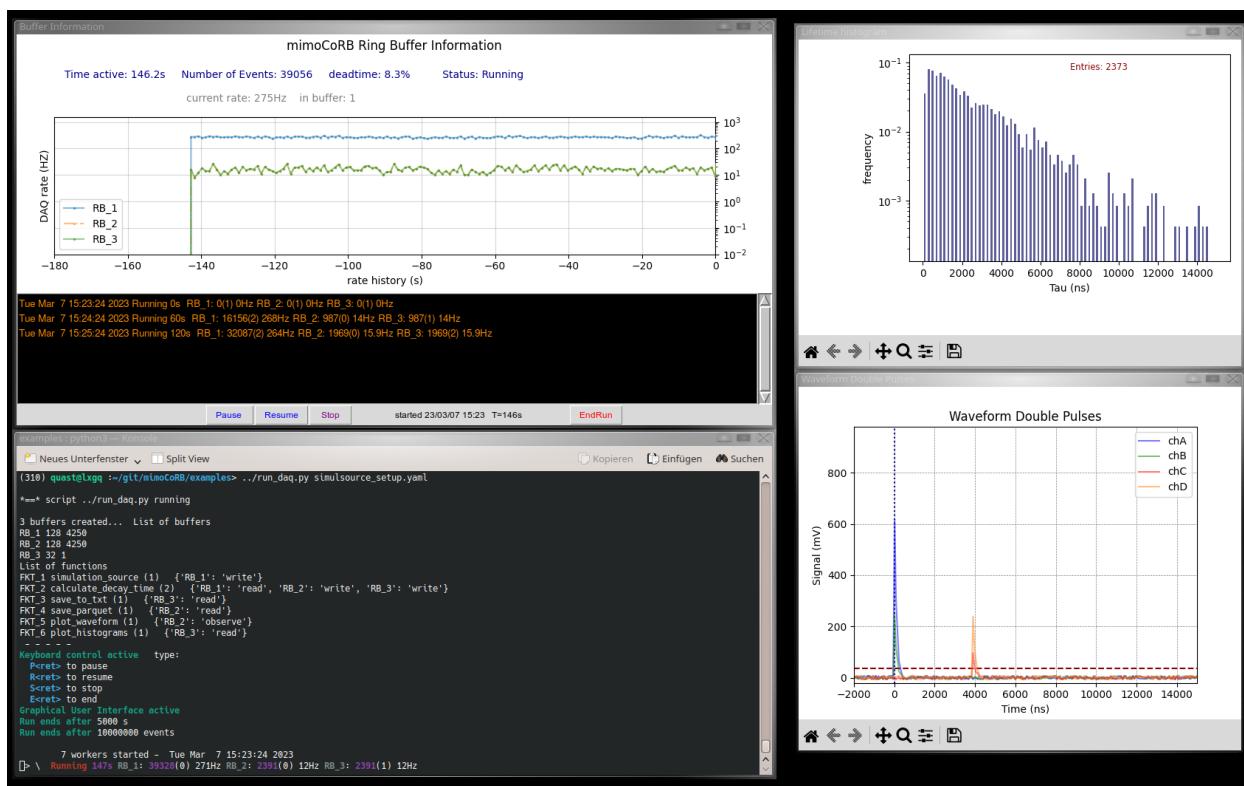 Buffer Information
mimoCoRB Ring Buffer Information
Time active: 146.2s Number of Events: 39056 deadtime: 8.3% Status: Running
current rate: 275Hz in buffer: 1
DAQ rate (HZ)
RB_1
RB_2
RB_3
10³
10²
10¹
10⁻¹
10⁻²
−180 −160 −140 −120 −100 −80 −60 −40 −20 0
rate history (s)
Tue Mar 7 15:23:24 2023 Running 0s RB_1: 0(1) 0Hz RB_2: 0(1) 0Hz RB_3: 0(1) 0Hz
Tue Mar 7 15:24:24 2023 Running 60s RB_1: 16156(2) 268Hz RB_2: 987(0) 14Hz RB_3: 987(1) 14Hz
Tue Mar 7 15:25:24 2023 Running 120s RB_1: 32087(2) 264Hz RB_2: 1969(0) 15.9Hz RB_3: 1969(2) 15.9Hz
Pause Resume Stop started 23/03/07 15:23 T=146s EndRun
examples : python3 — Konsole
Neues Unterfenster Split View Kopieren Einfügen Suchen
(310) quast@lxgq :~/git/mimoCoRB/examples> ../run_daq.py simulsource_setup.yaml
*==* script ../run_daq.py running
3 buffers created... List of buffers
RB_1 128 4250
RB_2 128 4250
RB_3 32 1
List of functions
FKT_1 simulation_source (1) {'RB_1': 'write'}
FKT_2 calculate_decay_time (2) {'RB_1': 'read', 'RB_2': 'write', 'RB_3': 'write'}
FKT_3 save_to_txt (1) {'RB_3': 'read'}
FKT_4 save_parquet (1) {'RB_2': 'read'}
FKT_5 plot_waveform (1) {'RB_2': 'observe'}
FKT_6 plot_histograms (1) {'RB_3': 'read'}
- - - - -
Keyboard control active type:
P<ret> to pause
R<ret> to resume
S<ret> to stop
E<ret> to end
Graphical User Interface active
Run ends after 5000 s
Run ends after 10000000 events
7 workers started - Tue Mar 7 15:23:24 2023
> \ Running 147s RB_1: 39328(0) 271Hz RB_2: 2391(0) 12Hz RB_3: 2391(1) 12Hz
Lifetime histogram
Entries: 2373
frequency
10⁻¹
10⁻²
10⁻³
0 2000 4000 6000 8000 10000 12000 14000
Tau (ns)
Waveform Double Pulses
Waveform Double Pulses
chA
chB
chC
chD
Signal (mV)
800
600
400
200
0
−2000 0 2000 4000 6000 8000 10000 12000 14000
Time (ns)